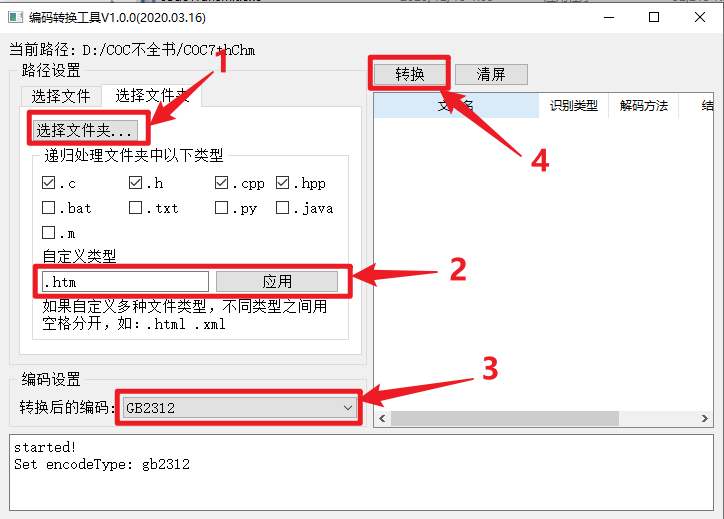 编码转换工具V1.0.0(2020.03.16)
当前路径: D:/COC不全书/COC7thChm
路径设置
选择文件 选择文件夹
选择文件夹...
递归处理文件夹中以下类型
.c .h .cpp .hpp
.bat .txt .py .java
.m
自定义类型
.htm 应用
如果自定义多种文件类型, 不同类型之间用
空格分开, 如: .html .xml
编码设置
转换后的编码: GB2312
转换 清屏
文件名 识别类型 解码方法 结
started!
Set encodeType: gb2312
1
2
3
4